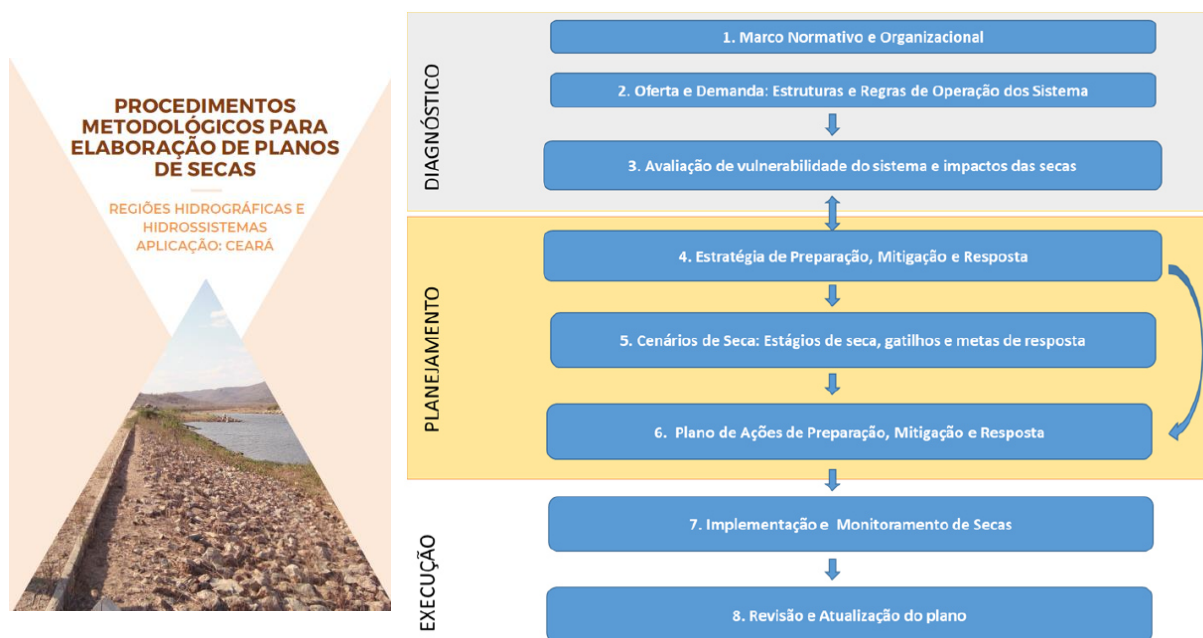 PROCEDIMENTOS
METODOLÓGICOS PARA
ELABORAÇÃO DE PLANOS
DE SECAS
REGIÕES HIDROGRÁFICAS E
HIDROSSISTEMAS
APLICAÇÃO: CEARÁ
DIAGNÓSTICO
1. Marco Normativo e Organizacional
2. Oferta e Demanda: Estruturas e Regras de Operação dos Sistema
3. Avaliação de vulnerabilidade do sistema e impactos das secas
PLANEJAMENTO
4. Estratégia de Preparação, Mitigação e Resposta
5. Cenários de Seca: Estágios de seca, gatilhos e metas de resposta
6. Plano de Ações de Preparação, Mitigação e Resposta
EXECUÇÃO
7. Implementação e Monitoramento de Secas
8. Revisão e Atualização do plano